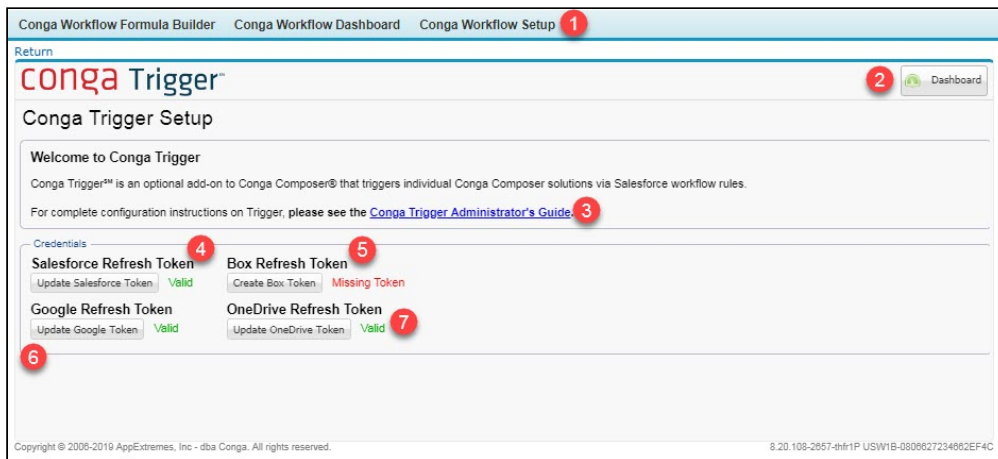 Conga Workflow Formula Builder Conga Workflow Dashboard Conga Workflow Setup 1
Return
conga Trigger℠
2 Dashboard
Conga Trigger Setup
Welcome to Conga Trigger
Conga Trigger℠ is an optional add-on to Conga Composer® that triggers individual Conga Composer solutions via Salesforce workflow rules.
For complete configuration instructions on Trigger, please see the Conga Trigger Administrator's Guide. 3
Credentials 4 5
Salesforce Refresh Token Box Refresh Token
Update Salesforce Token Valid Create Box Token Missing Token
Google Refresh Token OneDrive Refresh Token
Update Google Token Valid Update OneDrive Token Valid 7
6
Copyright © 2006-2019 AppExtremes, Inc - dba Conga. All rights reserved. 8.20.108-2657-thfr1P USW1B-0806627234662EF4C